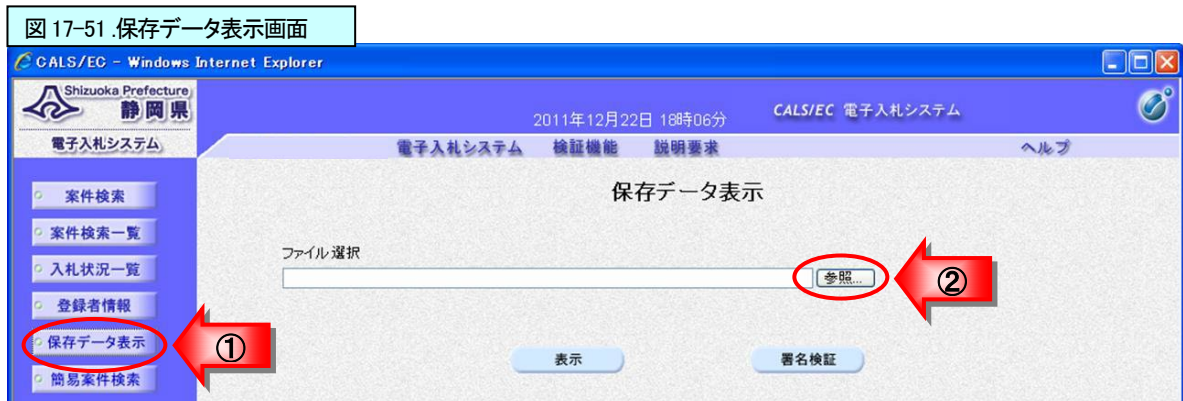 図 17-51 .保存データ表示画面
CALS/EC - Windows Internet Explorer
Shizuoka Prefecture
静岡県
電子入札システム
2011年12月22日 18時06分
CALS/EC 電子入札システム
電子入札システム 検証機能 説明要求 ヘルプ
案件検索
案件検索一覧
入札状況一覧
登録者情報
保存データ表示
①
簡易案件検索
保存データ表示
ファイル選択
参照...
②
表示
署名検証